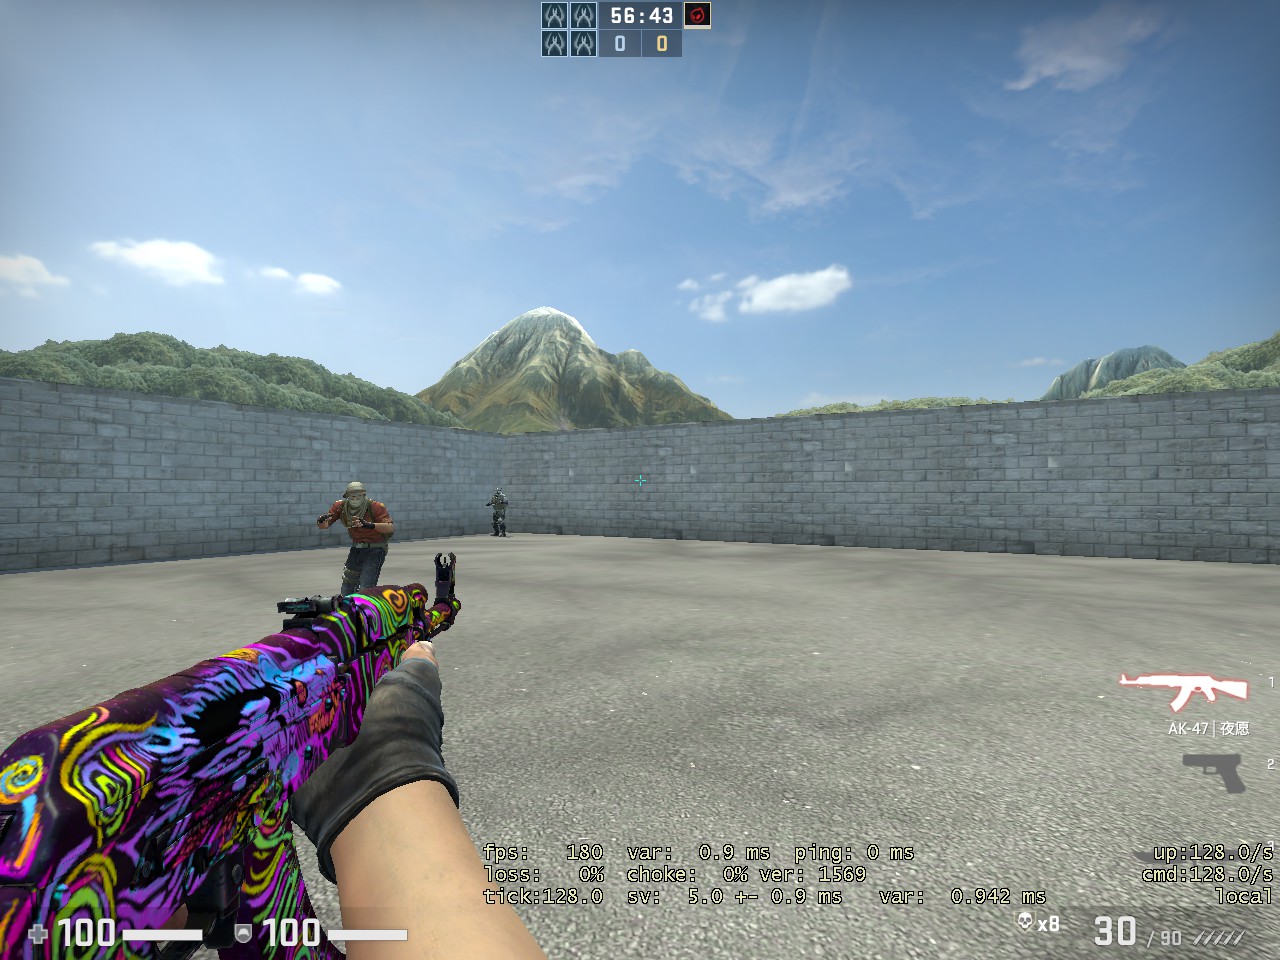 56:43
0 0
1
AK-47 | 夜愿
2
fps: 180 var: 0.9 ms ping: 0 ms
up:128.0/s
loss: 0% choke: 0% ver: 1569
cmd:128.0/s
tick:128.0 sv: 5.0 +- 0.9 ms var: 0.942 ms
local
100
100
x8
30 / 90